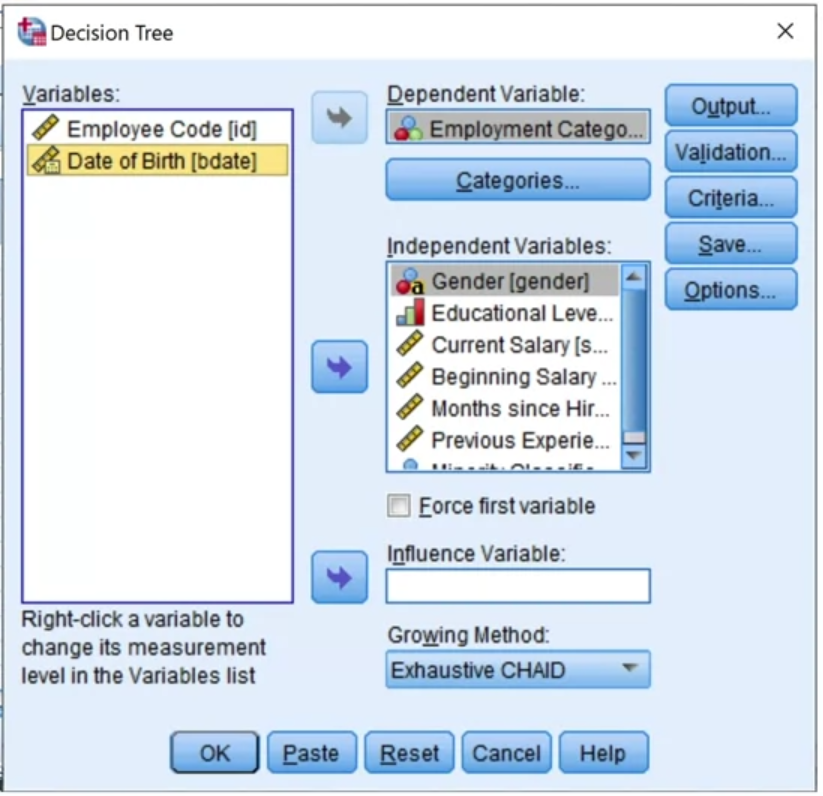 Decision Tree
Variables:
Employee Code [id]
Date of Birth [bdate]
Right-click a variable to
change its measurement
level in the Variables list
Dependent Variable:
Employment Catego...
Categories...
Independent Variables:
Gender [gender]
Educational Leve...
Current Salary [s...
Beginning Salary ...
Months since Hir...
Previous Experie...
Minority Classific
Force first variable
Influence Variable:
Growing Method:
Exhaustive CHAID
Output...
Validation...
Criteria...
Save...
Options...
OK
Paste
Reset
Cancel
Help